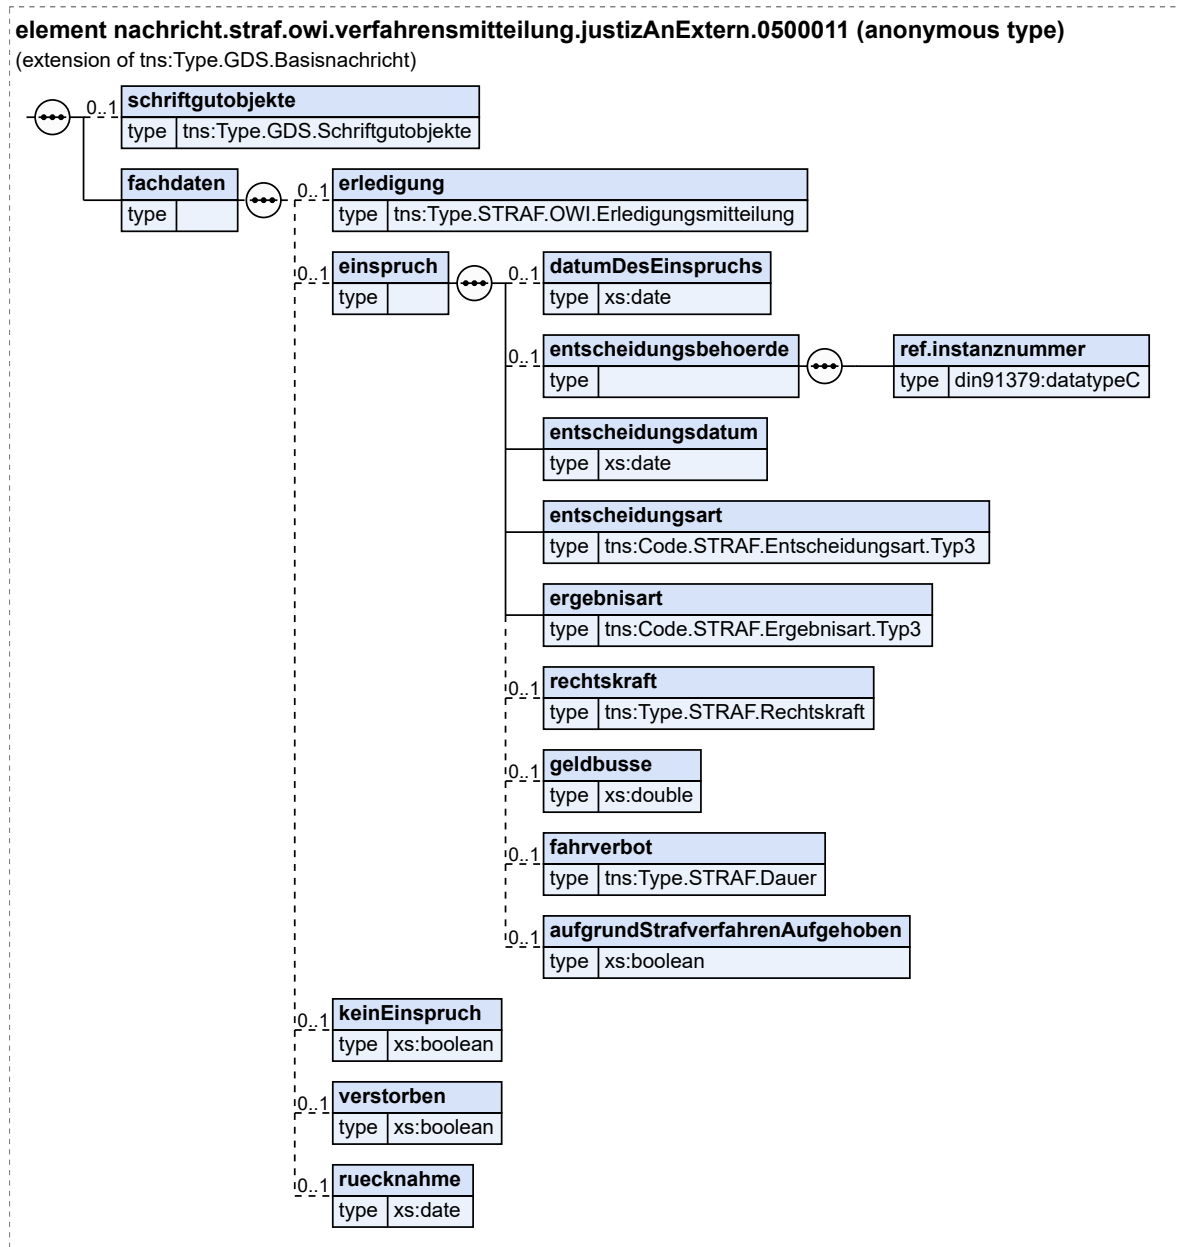 element nachricht.straf.owi.verfahrensmitteilung.justizAnExtern.0500011 (anonymous type)
(extension of tns:Type.GDS.Basisnachricht)
0..1 schriftgutobjekte
type tns:Type.GDS.Schriftgutobjekte
fachdaten
type
0..1 erledigung
type tns:Type.STRAF.OWI.Erledigungsmitteilung
0..1 einspruch
type
0..1 datumDesEinspruchs
type xs:date
0..1 entscheidungsbehoerde
type
ref.instanznummer
type din91379:datatypeC
entscheidungsdatum
type xs:date
entscheidungsart
type tns:Code.STRAF.Entscheidungsart.Typ3
ergebnisart
type tns:Code.STRAF.Ergebnisart.Typ3
0..1 rechtskraft
type tns:Type.STRAF.Rechtskraft
0..1 geldbusse
type xs:double
0..1 fahrverbot
type tns:Type.STRAF.Dauer
0..1 aufgrundStrafverfahrenAufgehoben
type xs:boolean
0..1 keinEinspruch
type xs:boolean
0..1 verstorben
type xs:boolean
0..1 ruecknahme
type xs:date